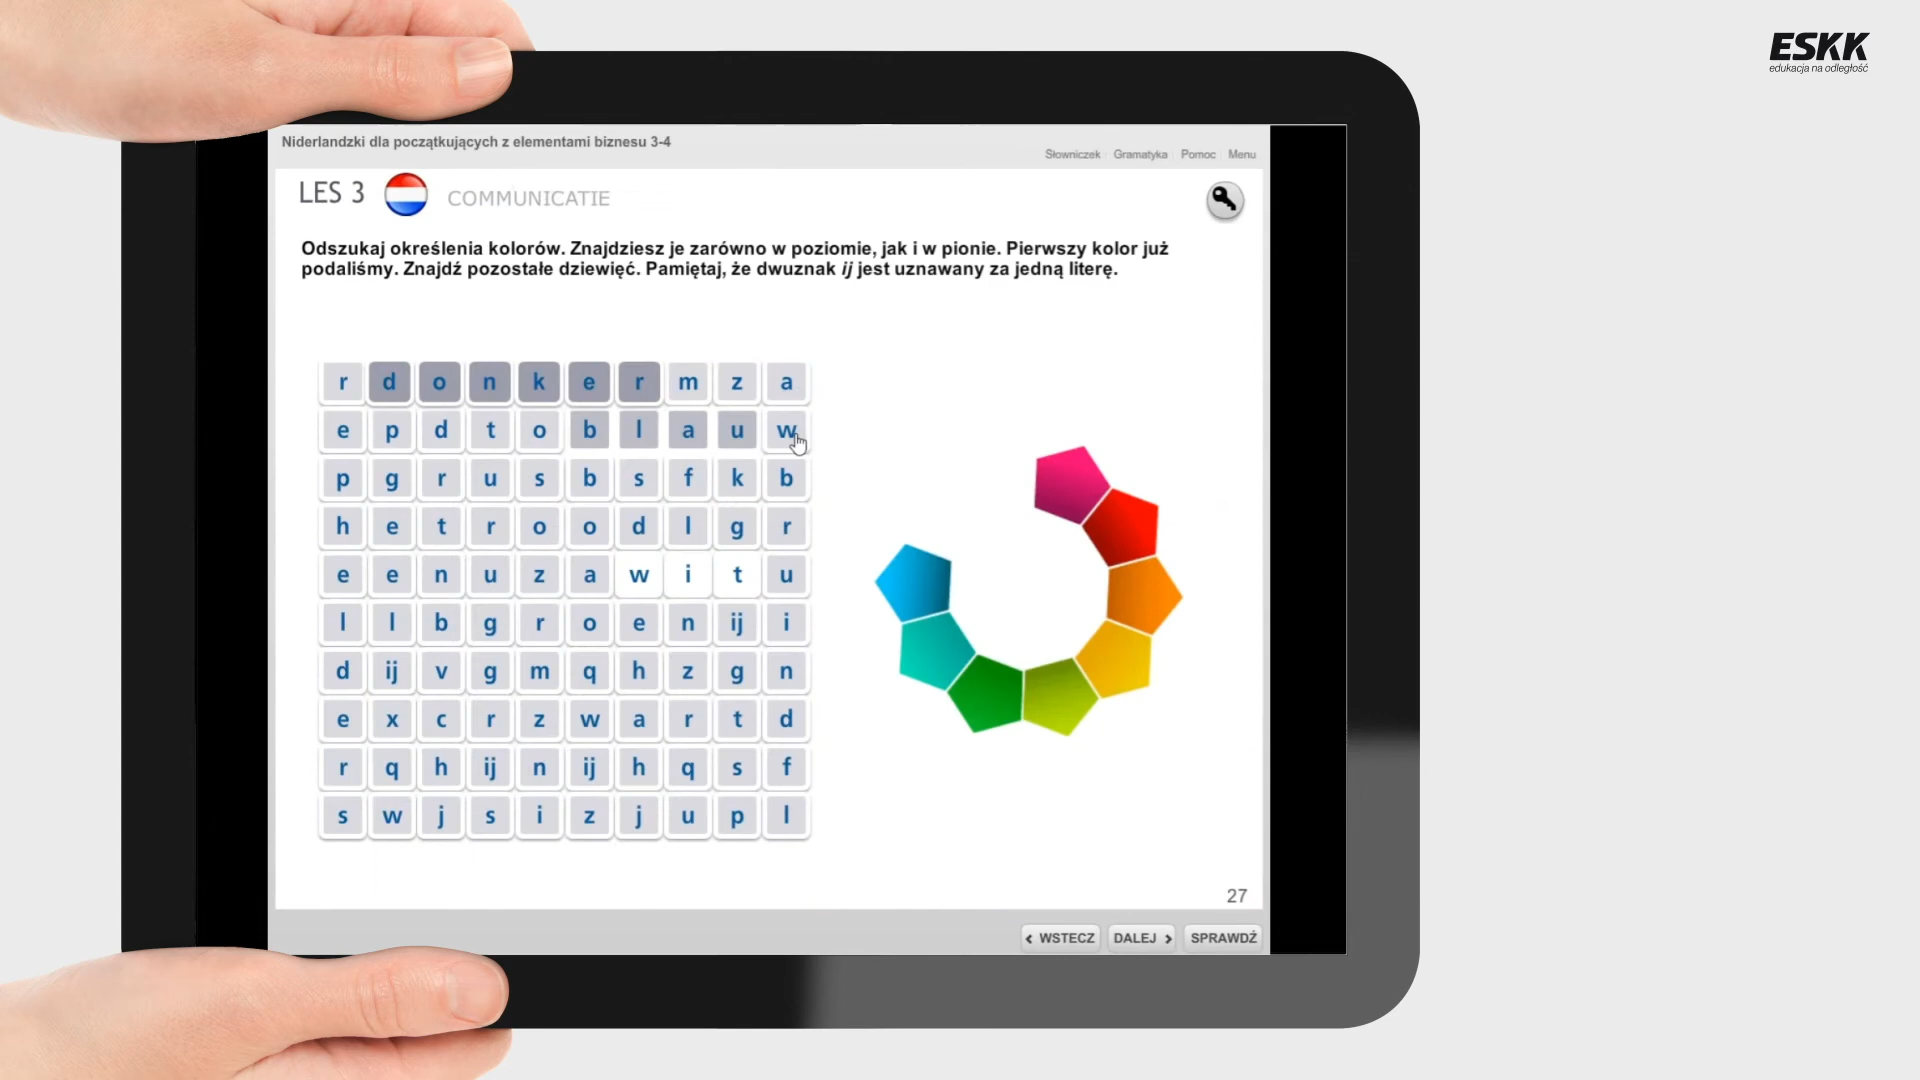 ESKK
edukacja na odległość
Niderlandzki dla początkujących z elementami biznesu 3-4
Słowniczek Gramatyka Pomoc Menu
LES 3 COMMUNICATIE
Odszukaj określenia kolorów. Znajdziesz je zarówno w poziomie, jak i w pionie. Pierwszy kolor już
podaliśmy. Znajdź pozostałe dziewięć. Pamiętaj, że dwuznak ij jest uznawany za jedną literę.
r d o n k e r m z a
e p d t o b l a u w
p g r u s b s f k b
h e t r o o d l g r
e e n u z a w i t u
l l b g r o e n ij i
d ij v g m q h z g n
e x c r z w a r t d
r q h ij n ij h q s f
s w j s i z j u p l
27
WSTECZ DALEJ SPRAWDŹ